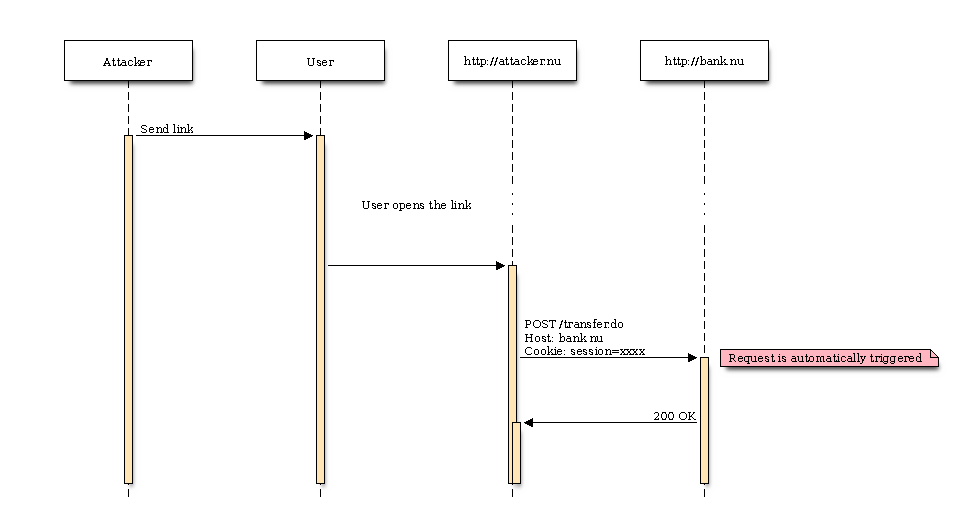 Attacker
User
http://attacker.nu
http://bank.nu
Send link
User opens the link
POST /transfer.do
Host: bank.nu
Cookie: session=xxxx
Request is automatically triggered
200 OK